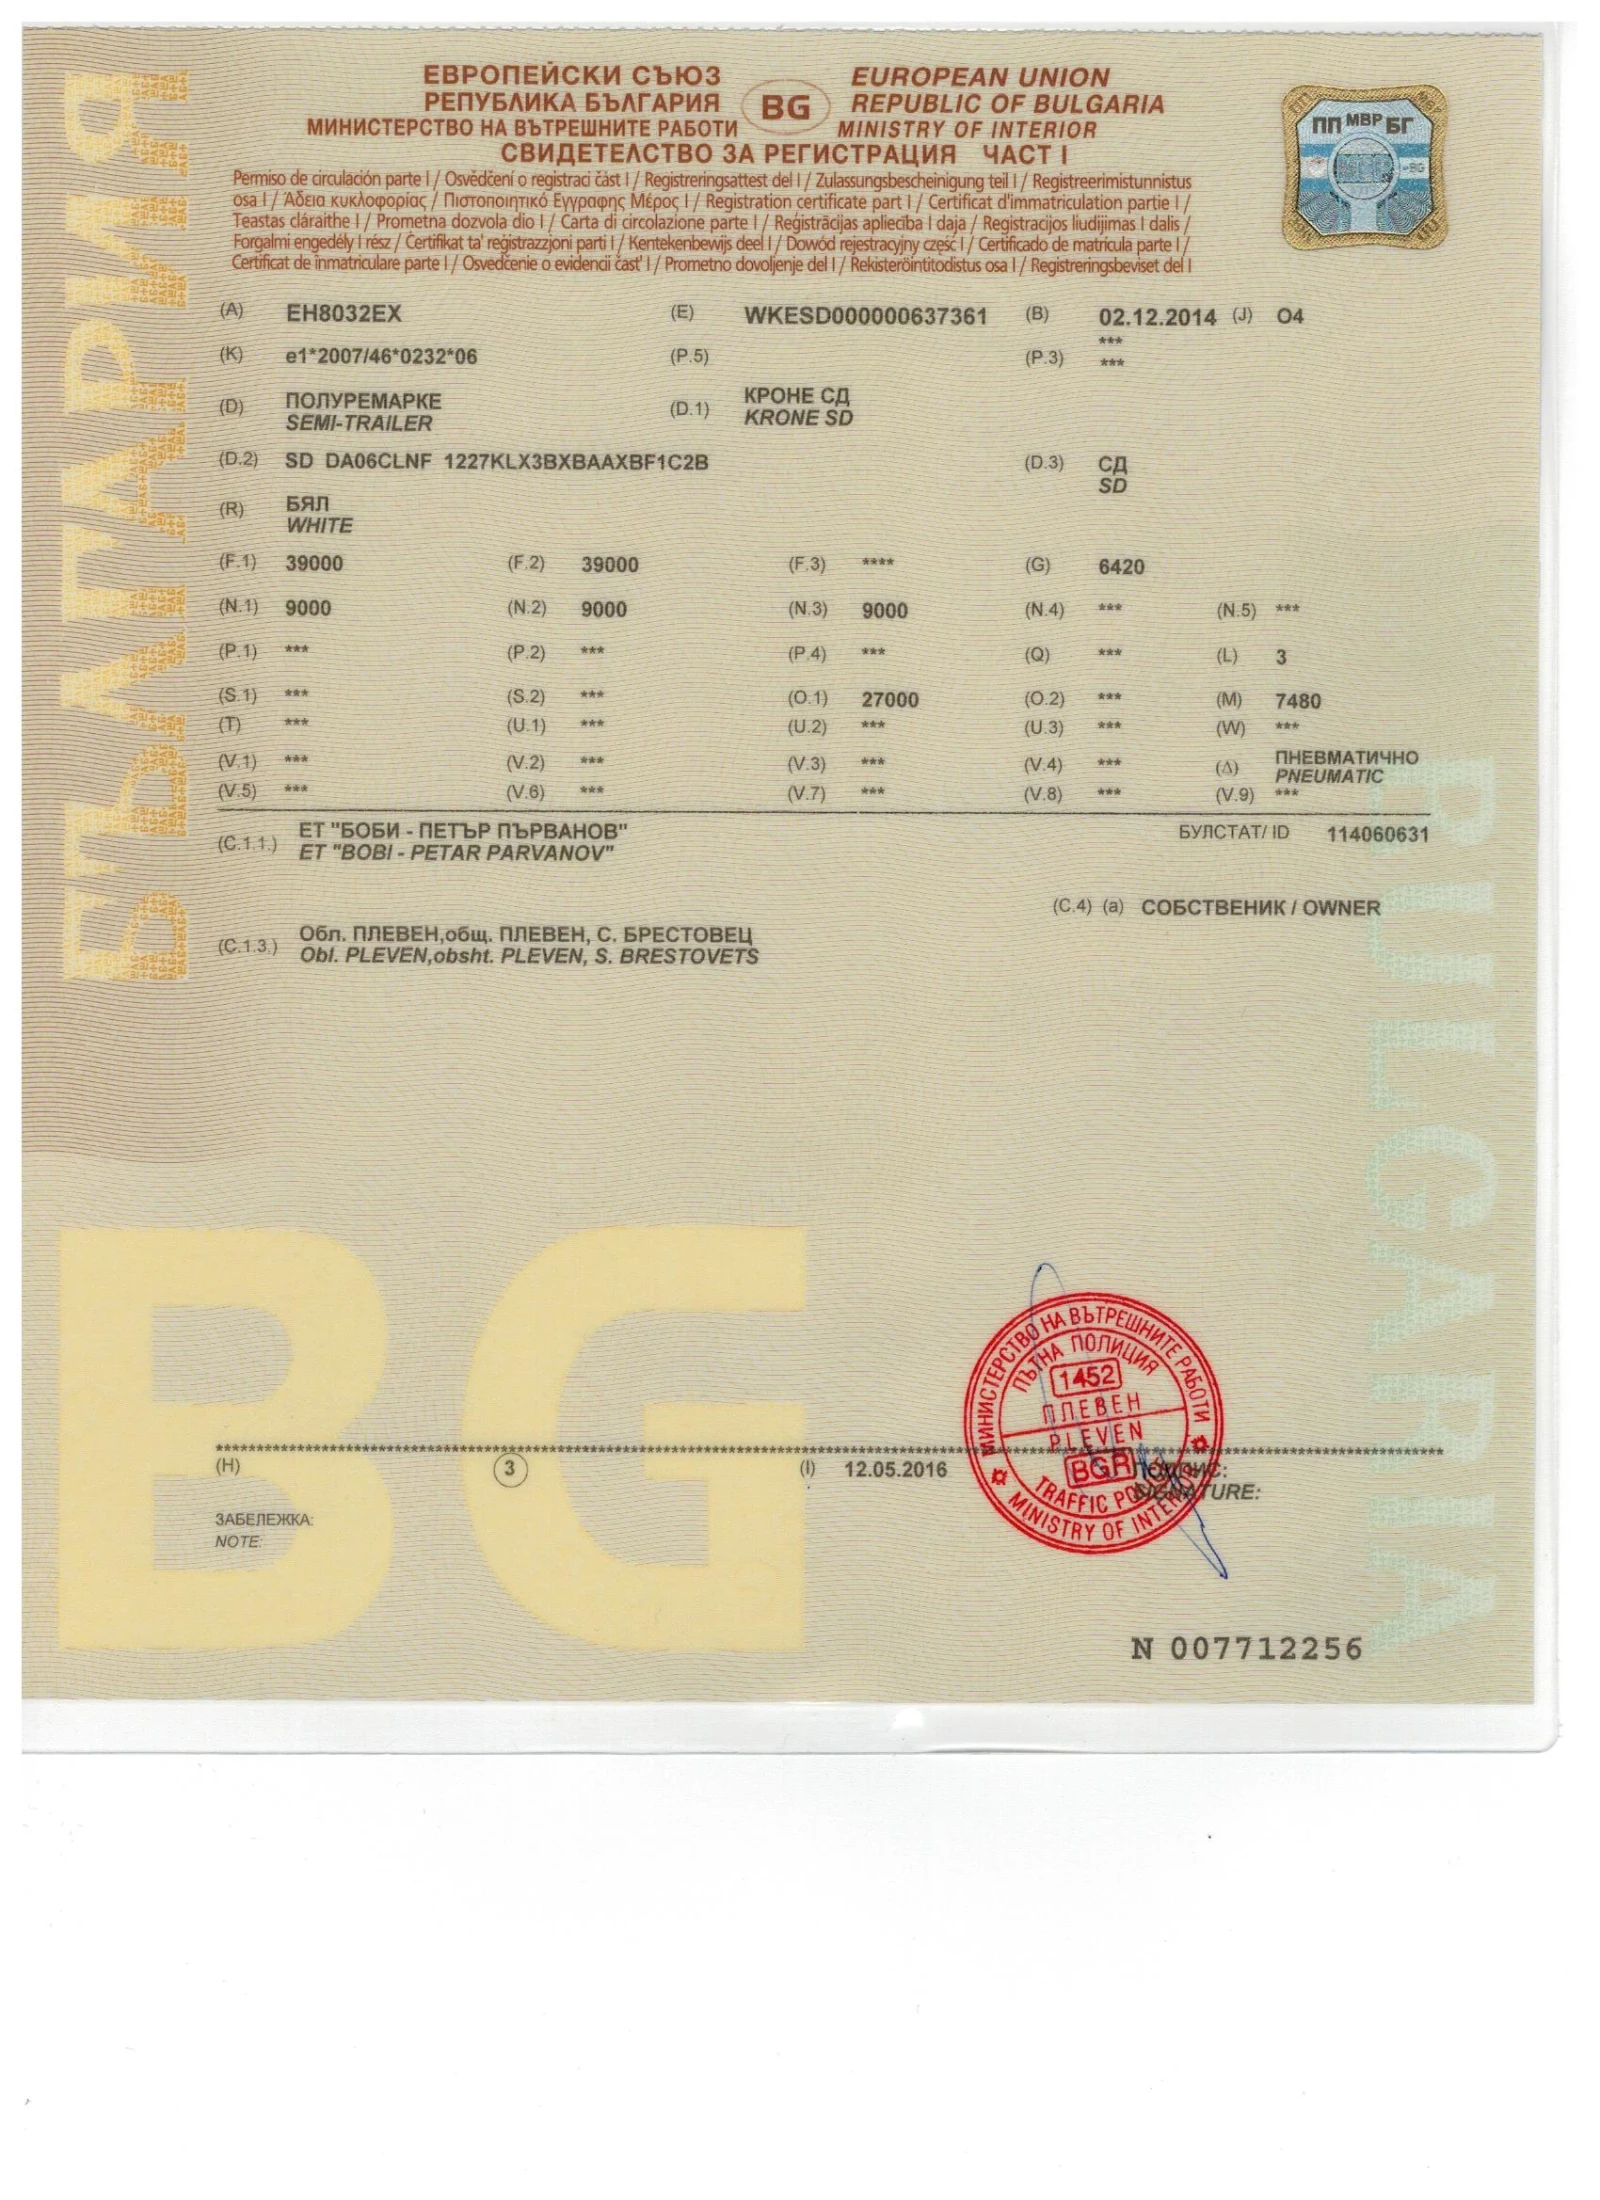 ЕВРОПЕЙСКИ СЪЮЗ
РЕПУБЛИКА БЪЛГАРИЯ
МИНИСТЕРСТВО НА ВЪТРЕШНИТЕ РАБОТИ
BG
EUROPEAN UNION
REPUBLIC OF BULGARIA
MINISTRY OF INTERIOR
СВИДЕТЕЛСТВО ЗА РЕГИСТРАЦИЯ ЧАСТ I
ПП МВР БГ
Permiso de circulación parte I / Osvědčení o registraci část I / Registreringsattest del I / Zulassungsbescheinigung teil I / Registreerimistunnistus
osa I / Άδεια κυκλοφορίας / Πιστοποιητικό Εγγραφης Μέρος I / Registration certificate part I / Certificat d'immatriculation partie I /
Teastas cláraithe I / Prometna dozvola dio I / Carta di circolazione parte I / Reģistrācijas apliecība I daja / Registracijos liudijimas I dalis /
Forgalmi engedély I rész / Ċertifikat ta' reġistrazzjoni parti I / Kentekenbewijs deel I / Dowód rejestracyjny część I / Certificado de matrícula parte I /
Certificat de înmatriculare parte I / Osvedčenie o evidencii časť I / Prometno dovoljenje del I / Rekisteröintitodistus osa I / Registreringsbeviset del I
(A) EH8032EX (E) WKESD000000637361 (B) 02.12.2014 (J) O4
***
(K) e1*2007/46*0232*06 (P.5) (P.3) ***
(D) ПОЛУРЕМАРКЕ (D.1) КРОНЕ СД
SEMI-TRAILER KRONE SD
(D.2) SD DA06CLNF 1227KLX3BXBAAXBF1C2B (D.3) СД
SD
(R) БЯЛ
WHITE
(F.1) 39000 (F.2) 39000 (F.3) **** (G) 6420
(N.1) 9000 (N.2) 9000 (N.3) 9000 (N.4) *** (N.5) ***
(P.1) *** (P.2) *** (P.4) *** (Q) *** (L) 3
(S.1) *** (S.2) *** (O.1) 27000 (O.2) *** (M) 7480
(T) *** (U.1) *** (U.2) *** (U.3) *** (W) ***
(V.1) *** (V.2) *** (V.3) *** (V.4) *** (Δ) ПНЕВМАТИЧНО
PNEUMATIC
(V.5) *** (V.6) *** (V.7) *** (V.8) *** (V.9) ***
(C.1.1.) ЕТ "БОБИ - ПЕТЪР ПЪРВАНОВ" БУЛСТАТ/ ID 114060631
ET "BOBI - PETAR PARVANOV"
(C.4) (a) СОБСТВЕНИК / OWNER
(C.1.3.) Обл. ПЛЕВЕН,общ. ПЛЕВЕН, С. БРЕСТОВЕЦ
Obl. PLEVEN,obsht. PLEVEN, S. BRESTOVETS
МИНИСТЕРСТВО НА ВЪТРЕШНИТЕ РАБОТИ
ПЪТНА ПОЛИЦИЯ
1452
ПЛЕВЕН
PLEVEN
BGR
TRAFFIC POLICE
MINISTRY OF INTERIOR
(H) 3 (I) 12.05.2016 ПОДПИС:
SIGNATURE:
ЗАБЕЛЕЖКА:
NOTE:
N 007712256
БЪЛГАРИЯ
BULGARIA
BG